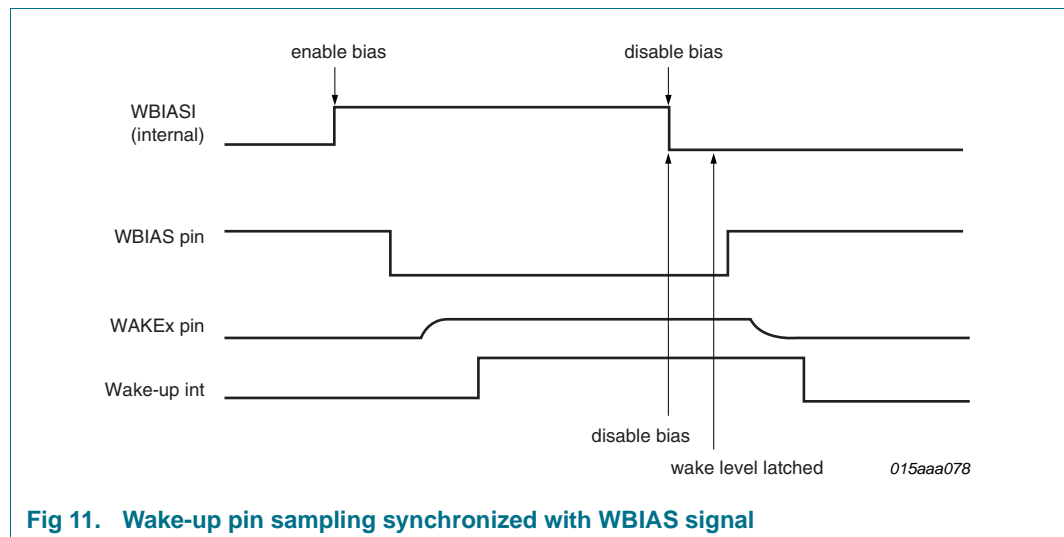 enable bias
disable bias
WBIASI
(internal)
WBIAS pin
WAKEx pin
Wake-up int
disable bias
wake level latched
015aaa078
Fig 11. Wake-up pin sampling synchronized with WBIAS signal